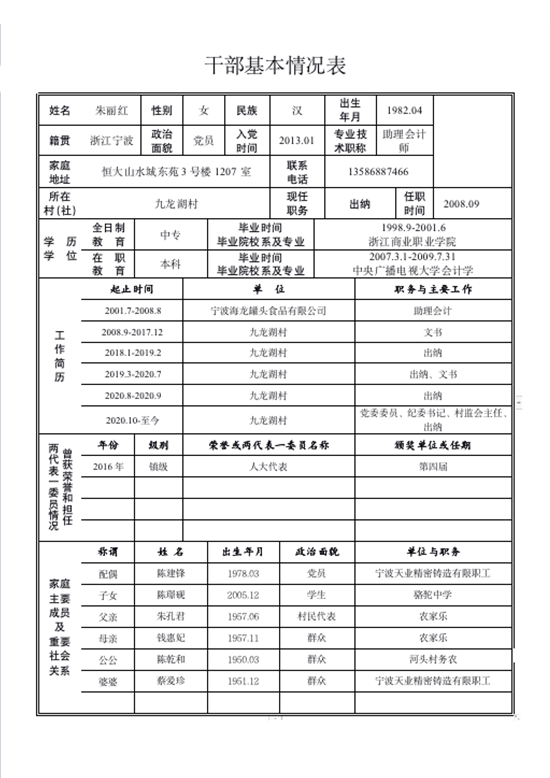 干部基本情况表
姓名 朱丽红 性别 女 民族 汉 出生年月 1982.04
籍贯 浙江宁波 政治面貌 党员 入党时间 2013.01 专业技术职称 助理会计师
家庭地址 恒大山水城东苑3号楼1207室 联系电话 13586887466
所在村(社) 九龙湖村 现任职务 出纳 任职时间 2008.09
学历学位 全日制教育 中专 毕业时间毕业院校系及专业 1998.9-2001.6 浙江商业职业学院
在职教育 本科 毕业时间毕业院校系及专业 2007.3.1-2009.7.31 中央广播电视大学会计学
工作简历 起止时间 单位 职务与主要工作
2001.7-2008.8 宁波海龙罐头食品有限公司 助理会计
2008.9-2017.12 九龙湖村 文书
2018.1-2019.2 九龙湖村 出纳
2019.3-2020.7 九龙湖村 出纳、文书
2020.8-2020.9 九龙湖村 出纳
2020.10-至今 九龙湖村 党委委员、纪委书记、村监会主任、出纳
曾获荣誉和担任两代表一委员情况 年份 级别 荣誉或两代表一委员名称 颁奖单位或任期
2016年 镇级 人大代表 第四届
家庭主要成员及重要社会关系 称谓 姓名 出生年月 政治面貌 单位与职务
配偶 陈建锋 1978.03 党员 宁波天业精密铸造有限职工
子女 陈璟砚 2005.12 学生 骆驼中学
父亲 朱孔君 1957.06 村民代表 农家乐
母亲 钱惠妃 1957.11 群众 农家乐
公公 陈乾和 1950.03 群众 河头村务农
婆婆 蔡爱珍 1951.12 群众 宁波天业精密铸造有限职工